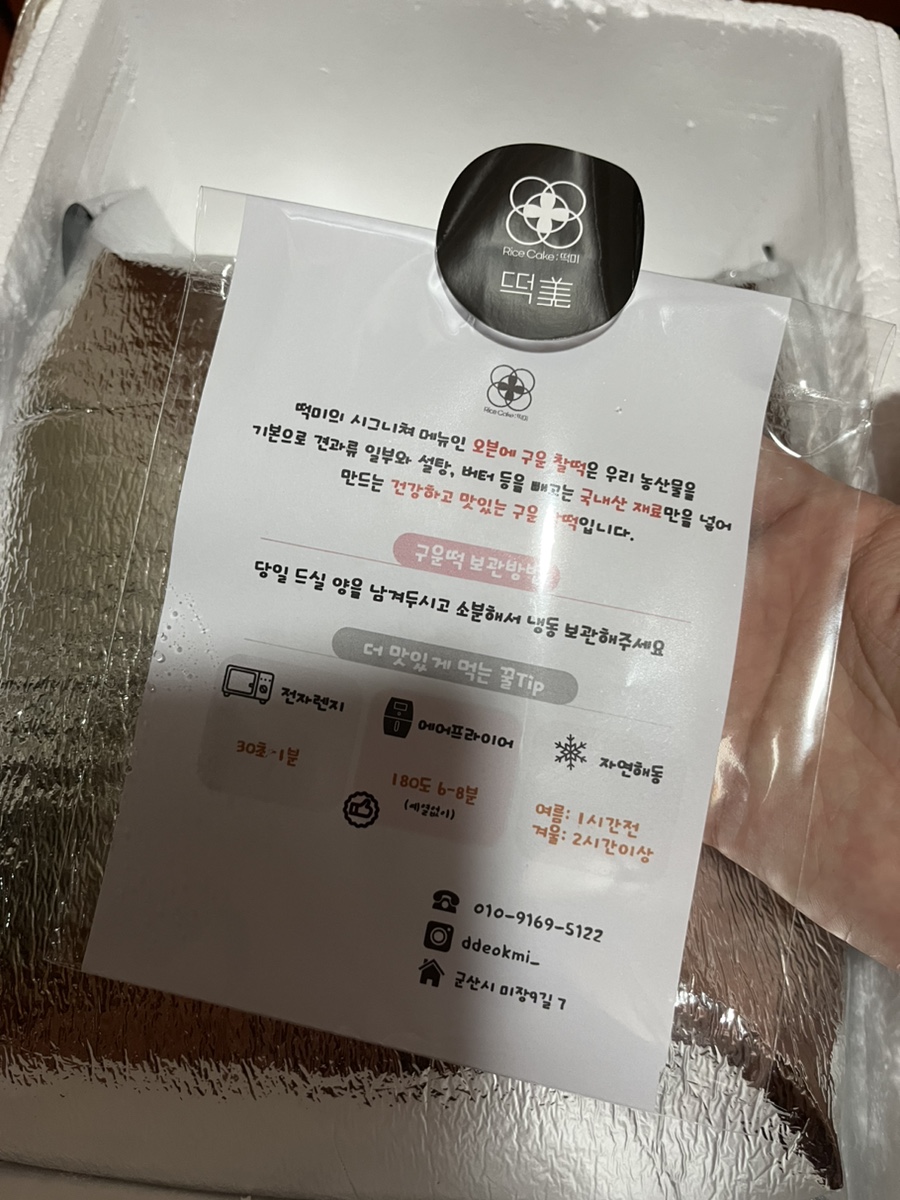 Rice Cake : 떡미
떡美
Rice Cake : 떡미
떡미의 시그니쳐 메뉴인 오븐에 구운 찰떡은 우리 농산물을
기본으로 견과류 일부와 설탕, 버터 등을 빼고는 국내산 재료만을 넣어
만드는 건강하고 맛있는 구운 찰떡입니다.
구운떡 보관방법
당일 드실 양을 남겨두시고 소분해서 냉동 보관해주세요
더 맛있게 먹는 꿀Tip
전자렌지
에어프라이어
자연해동
30초-1분
180도 6-8분
(예열없이)
여름: 1시간전
겨울: 2시간이상
010-9169-5122
ddeokmi_
군산시 미장9길 7